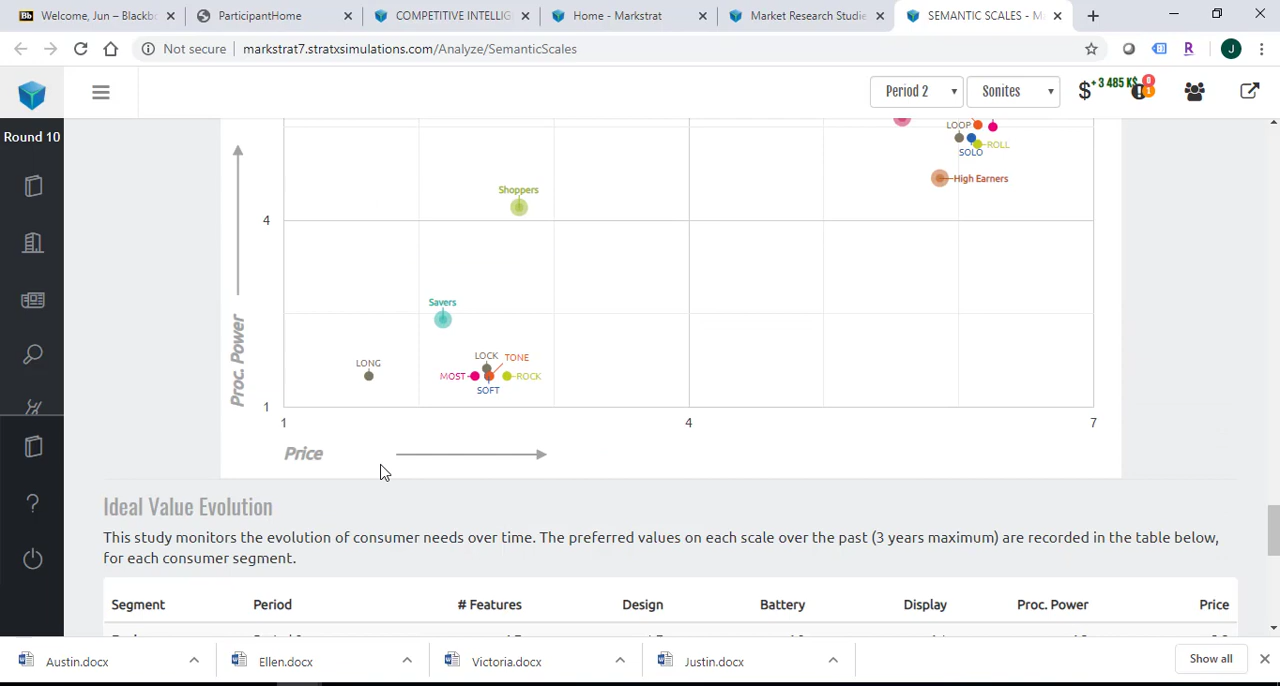 Welcome, Jun – Blackb
ParticipantHome
COMPETITIVE INTELLIG
Home - Markstrat
Market Research Studie
SEMANTIC SCALES - M
Not secure
markstrat7.stratxsimulations.com/Analyze/SemanticScales
R
J
Period 2
Sonites
$
+ 3 485 K$
0
1
Round 10
LOOP
ROLL
SOLO
High Earners
Shoppers
4
Savers
LONG
LOCK
TONE
MOST
ROCK
SOFT
Proc. Power
1
1
4
7
Price
Ideal Value Evolution
This study monitors the evolution of consumer needs over time. The preferred values on each scale over the past (3 years maximum) are recorded in the table below,
for each consumer segment.
Segment Period # Features Design Battery Display Proc. Power Price
Austin.docx
Ellen.docx
Victoria.docx
Justin.docx
Show all